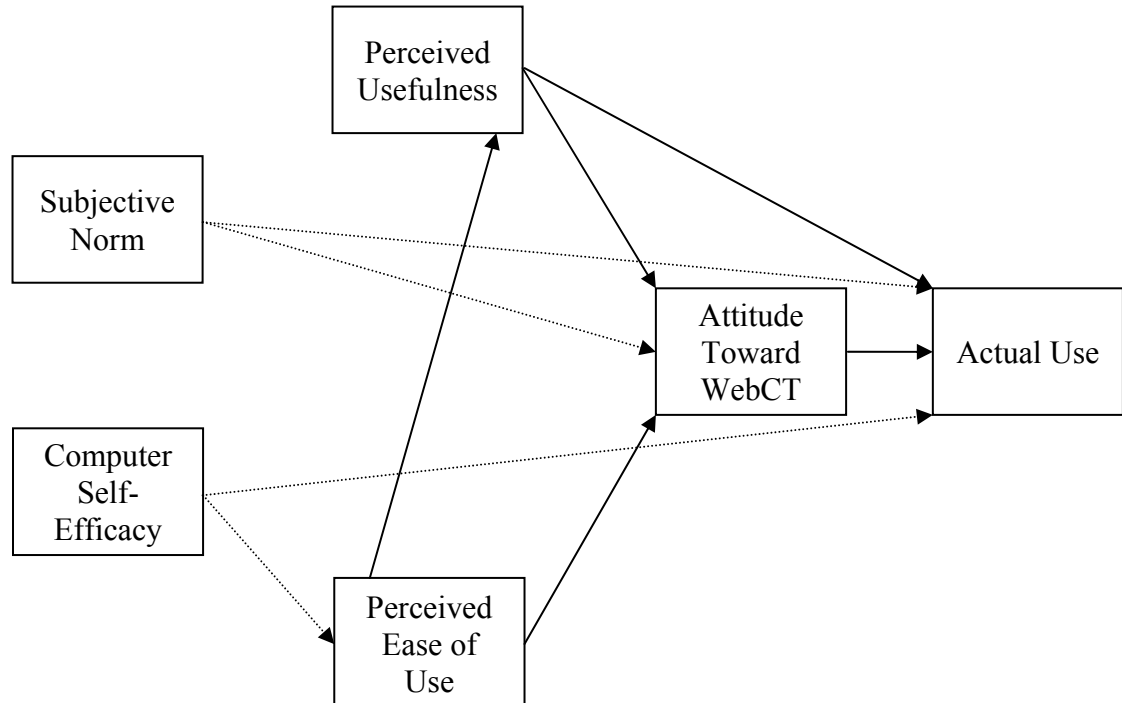 Perceived
Usefulness
Subjective
Norm
Attitude
Toward
WebCT
Actual Use
Computer
Self-
Efficacy
Perceived
Ease of
Use